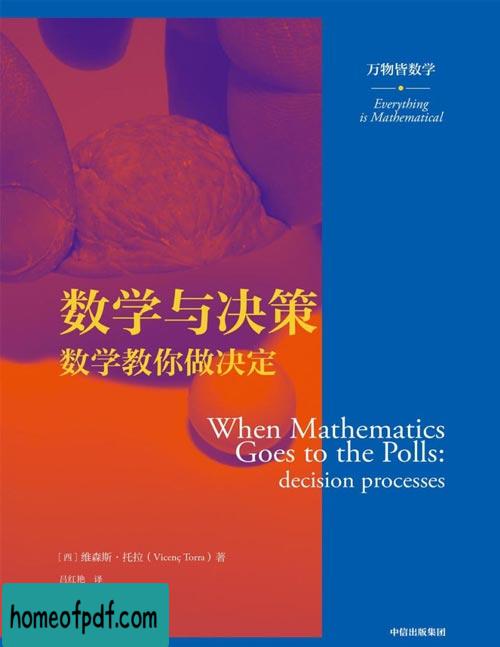 万物皆数学
Everything
is Mathematical
数学与决策
数学教你做决定
When Mathematics
Goes to the Polls:
decision processes
[西]维森斯·托拉(Vicenç Torra)著
吕红艳 译
homeofpdf.com
中信出版集团